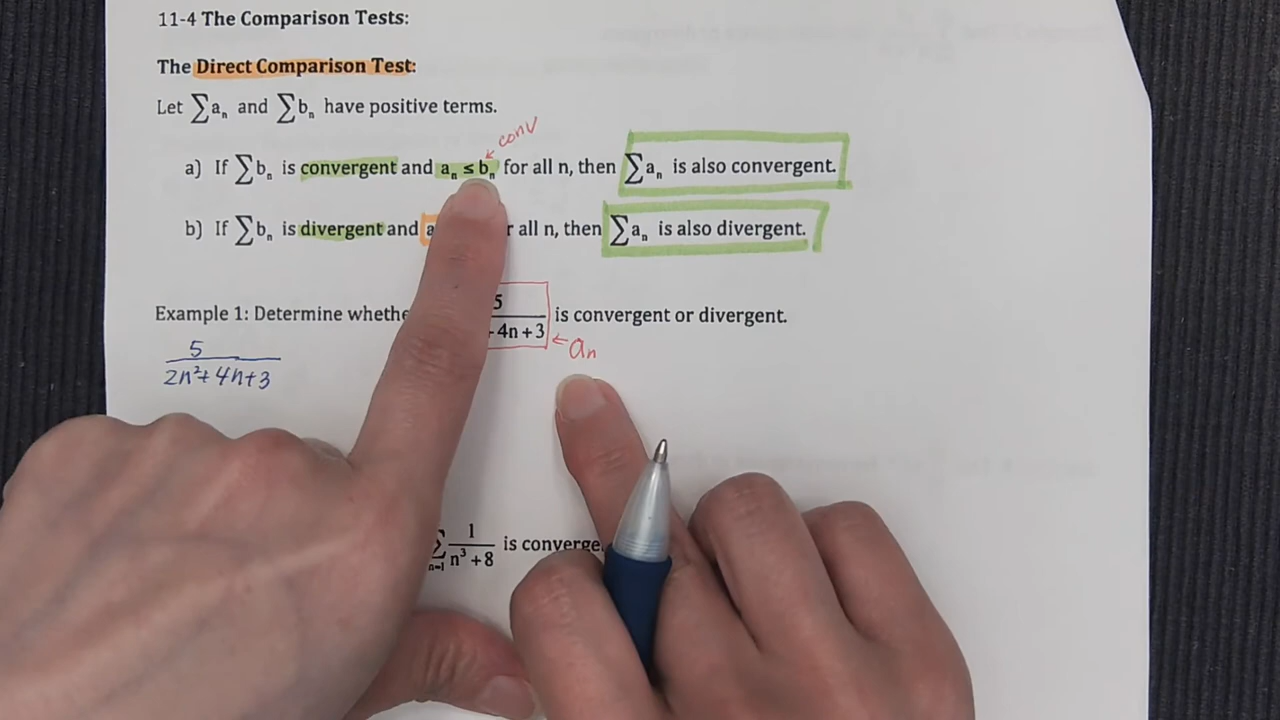 11-4 The Comparison Tests:
The Direct Comparison Test:
Let ∑aₙ and ∑bₙ have positive terms.
conv
a) If ∑bₙ is convergent and aₙ ≤ bₙ for all n, then ∑aₙ is also convergent.
b) If ∑bₙ is divergent and a all n, then ∑aₙ is also divergent.
Example 1: Determine 5/4n+3 is convergent or divergent.
aₙ
5/2n²+4n+3
∑ n=1 1/n³+8 is